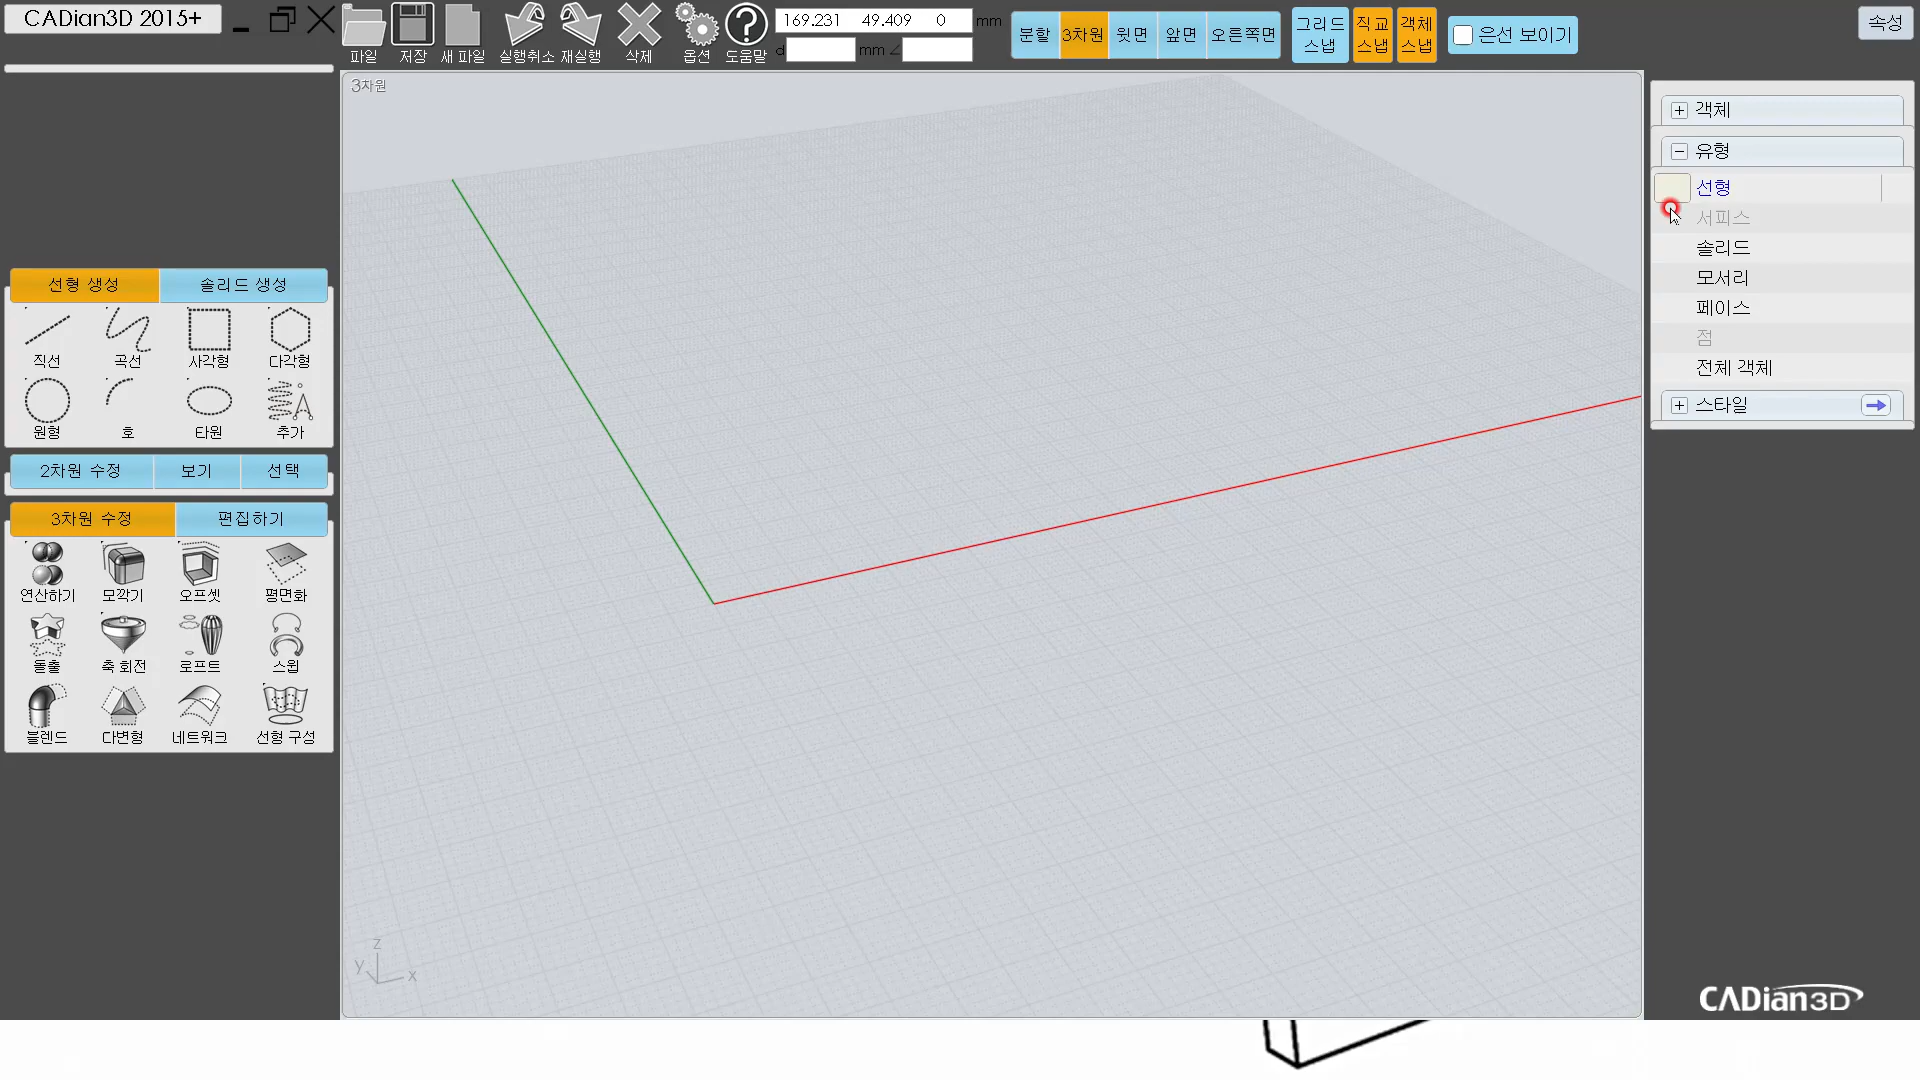 CADian3D 2015+
파일
저장
새 파일
실행취소
재실행
삭제
옵션
도움말
169.231 49.409 0 mm
d mm ∠
분할
3차원
윗면
앞면
오른쪽면
그리드
스냅
직교
스냅
객체
스냅
은선 보이기
속성
3차원
선형 생성
솔리드 생성
직선
곡선
사각형
다각형
원형
호
타원
추가
2차원 수정
보기
선택
3차원 수정
편집하기
연산하기
모깍기
오프셋
평면화
돌출
축 회전
로프트
스윕
블렌드
다변형
네트워크
선형 구성
객체
유형
선형
서피스
솔리드
모서리
페이스
점
전체 객체
스타일
z
y
x
CADian3D